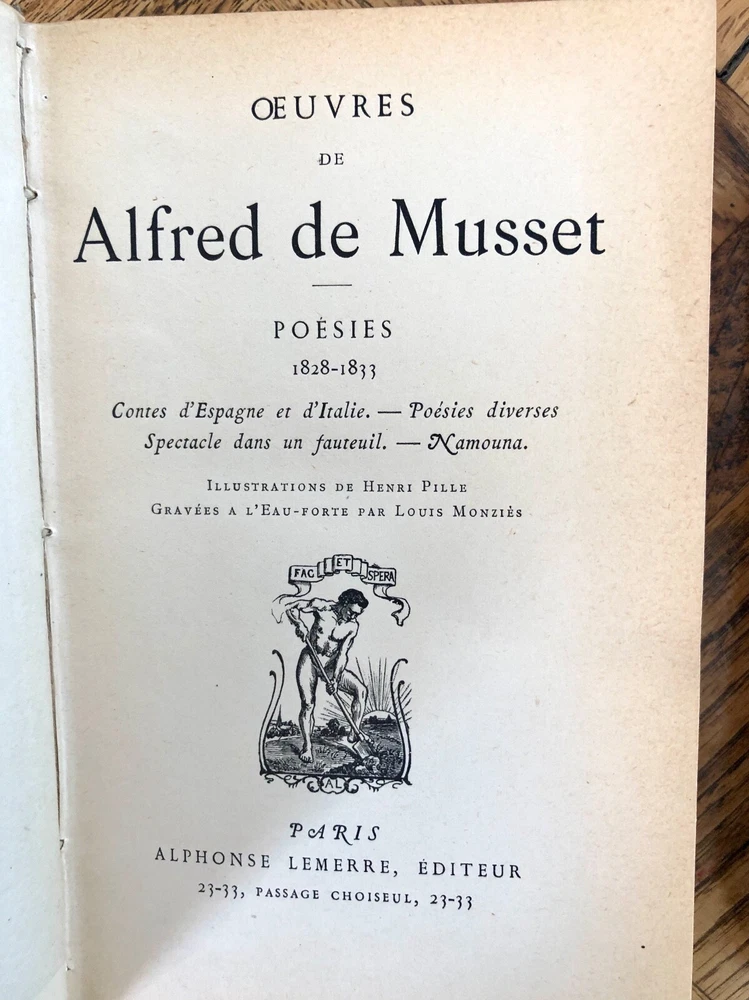 ŒUVRES
DE
Alfred de Musset
POÉSIES
1828-1833
Contes d'Espagne et d'Italie. — Poésies diverses
Spectacle dans un fauteuil. — Namouna.
ILLUSTRATIONS DE HENRI PILLE
GRAVÉES A L'EAU-FORTE PAR LOUIS MONZIÈS
FAC ET SPERA
AL
PARIS
ALPHONSE LEMERRE, ÉDITEUR
23-33, PASSAGE CHOISEUL, 23-33